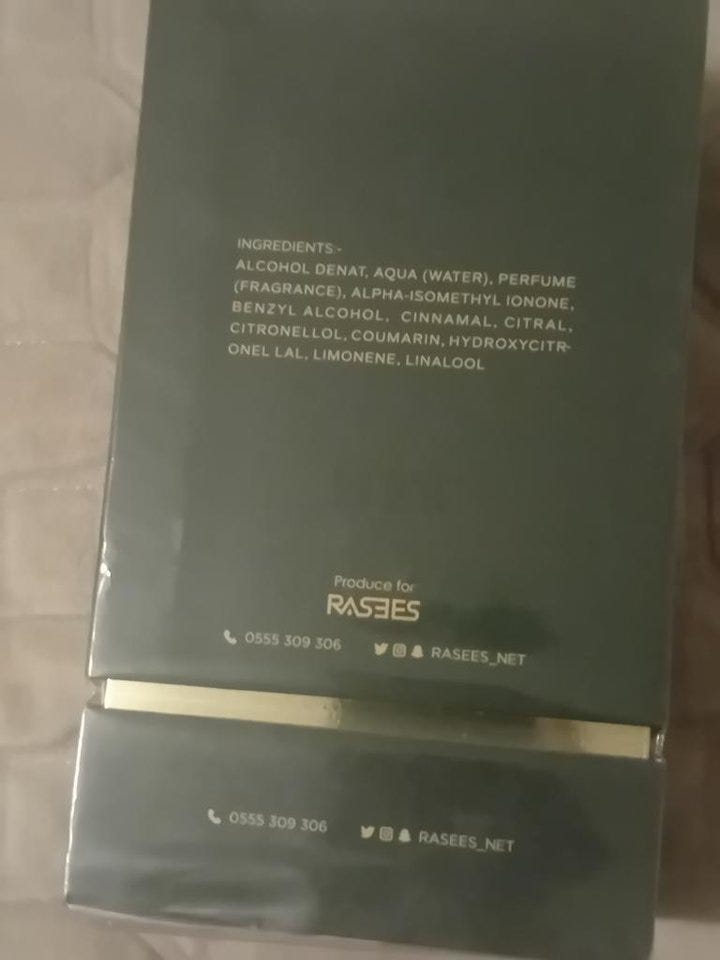 INGREDIENTS:-
ALCOHOL DENAT, AQUA (WATER), PERFUME
(FRAGRANCE), ALPHA-ISOMETHYL IONONE,
BENZYL ALCOHOL, CINNAMAL, CITRAL,
CITRONELLOL, COUMARIN, HYDROXYCITR-
ONEL LAL, LIMONENE, LINALOOL
Produce for
RASEES
0555 309 306 RASEES_NET
0555 309 306 RASEES_NET